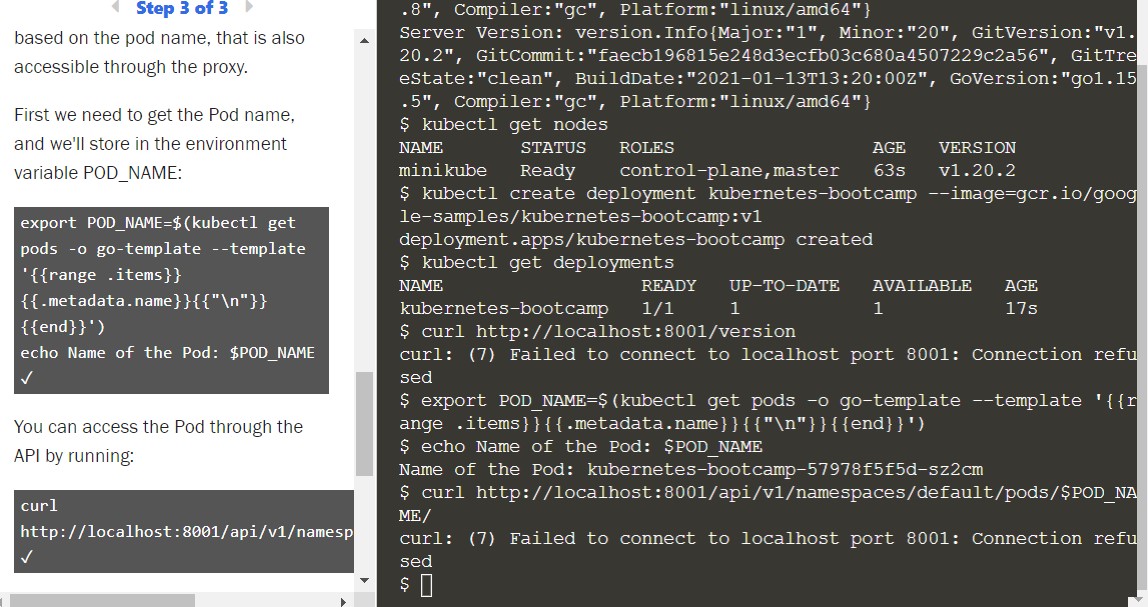 Step 3 of 3
based on the pod name, that is also
accessible through the proxy.
First we need to get the Pod name,
and we'll store in the environment
variable POD_NAME:
export POD_NAME=$(kubectl get
pods -o go-template --template
'{{range .items}}
{{.metadata.name}}{{"\n"}}
{{end}}')
echo Name of the Pod: $POD_NAME
✓
You can access the Pod through the
API by running:
curl
http://localhost:8001/api/v1/namesp
✓
.8", Compiler:"gc", Platform:"linux/amd64"}
Server Version: version.Info{Major:"1", Minor:"20", GitVersion:"v1.
20.2", GitCommit:"faecb196815e248d3ecfb03c680a4507229c2a56", GitTre
eState:"clean", BuildDate:"2021-01-13T13:20:00Z", GoVersion:"go1.15
.5", Compiler:"gc", Platform:"linux/amd64"}
$ kubectl get nodes
NAME STATUS ROLES AGE VERSION
minikube Ready control-plane,master 63s v1.20.2
$ kubectl create deployment kubernetes-bootcamp --image=gcr.io/goog
le-samples/kubernetes-bootcamp:v1
deployment.apps/kubernetes-bootcamp created
$ kubectl get deployments
NAME READY UP-TO-DATE AVAILABLE AGE
kubernetes-bootcamp 1/1 1 1 17s
$ curl http://localhost:8001/version
curl: (7) Failed to connect to localhost port 8001: Connection refu
sed
$ export POD_NAME=$(kubectl get pods -o go-template --template '{{r
ange .items}}{{.metadata.name}}{{"\n"}}{{end}}')
$ echo Name of the Pod: $POD_NAME
Name of the Pod: kubernetes-bootcamp-57978f5f5d-sz2cm
$ curl http://localhost:8001/api/v1/namespaces/default/pods/$POD_NA
ME/
curl: (7) Failed to connect to localhost port 8001: Connection refu
sed
$